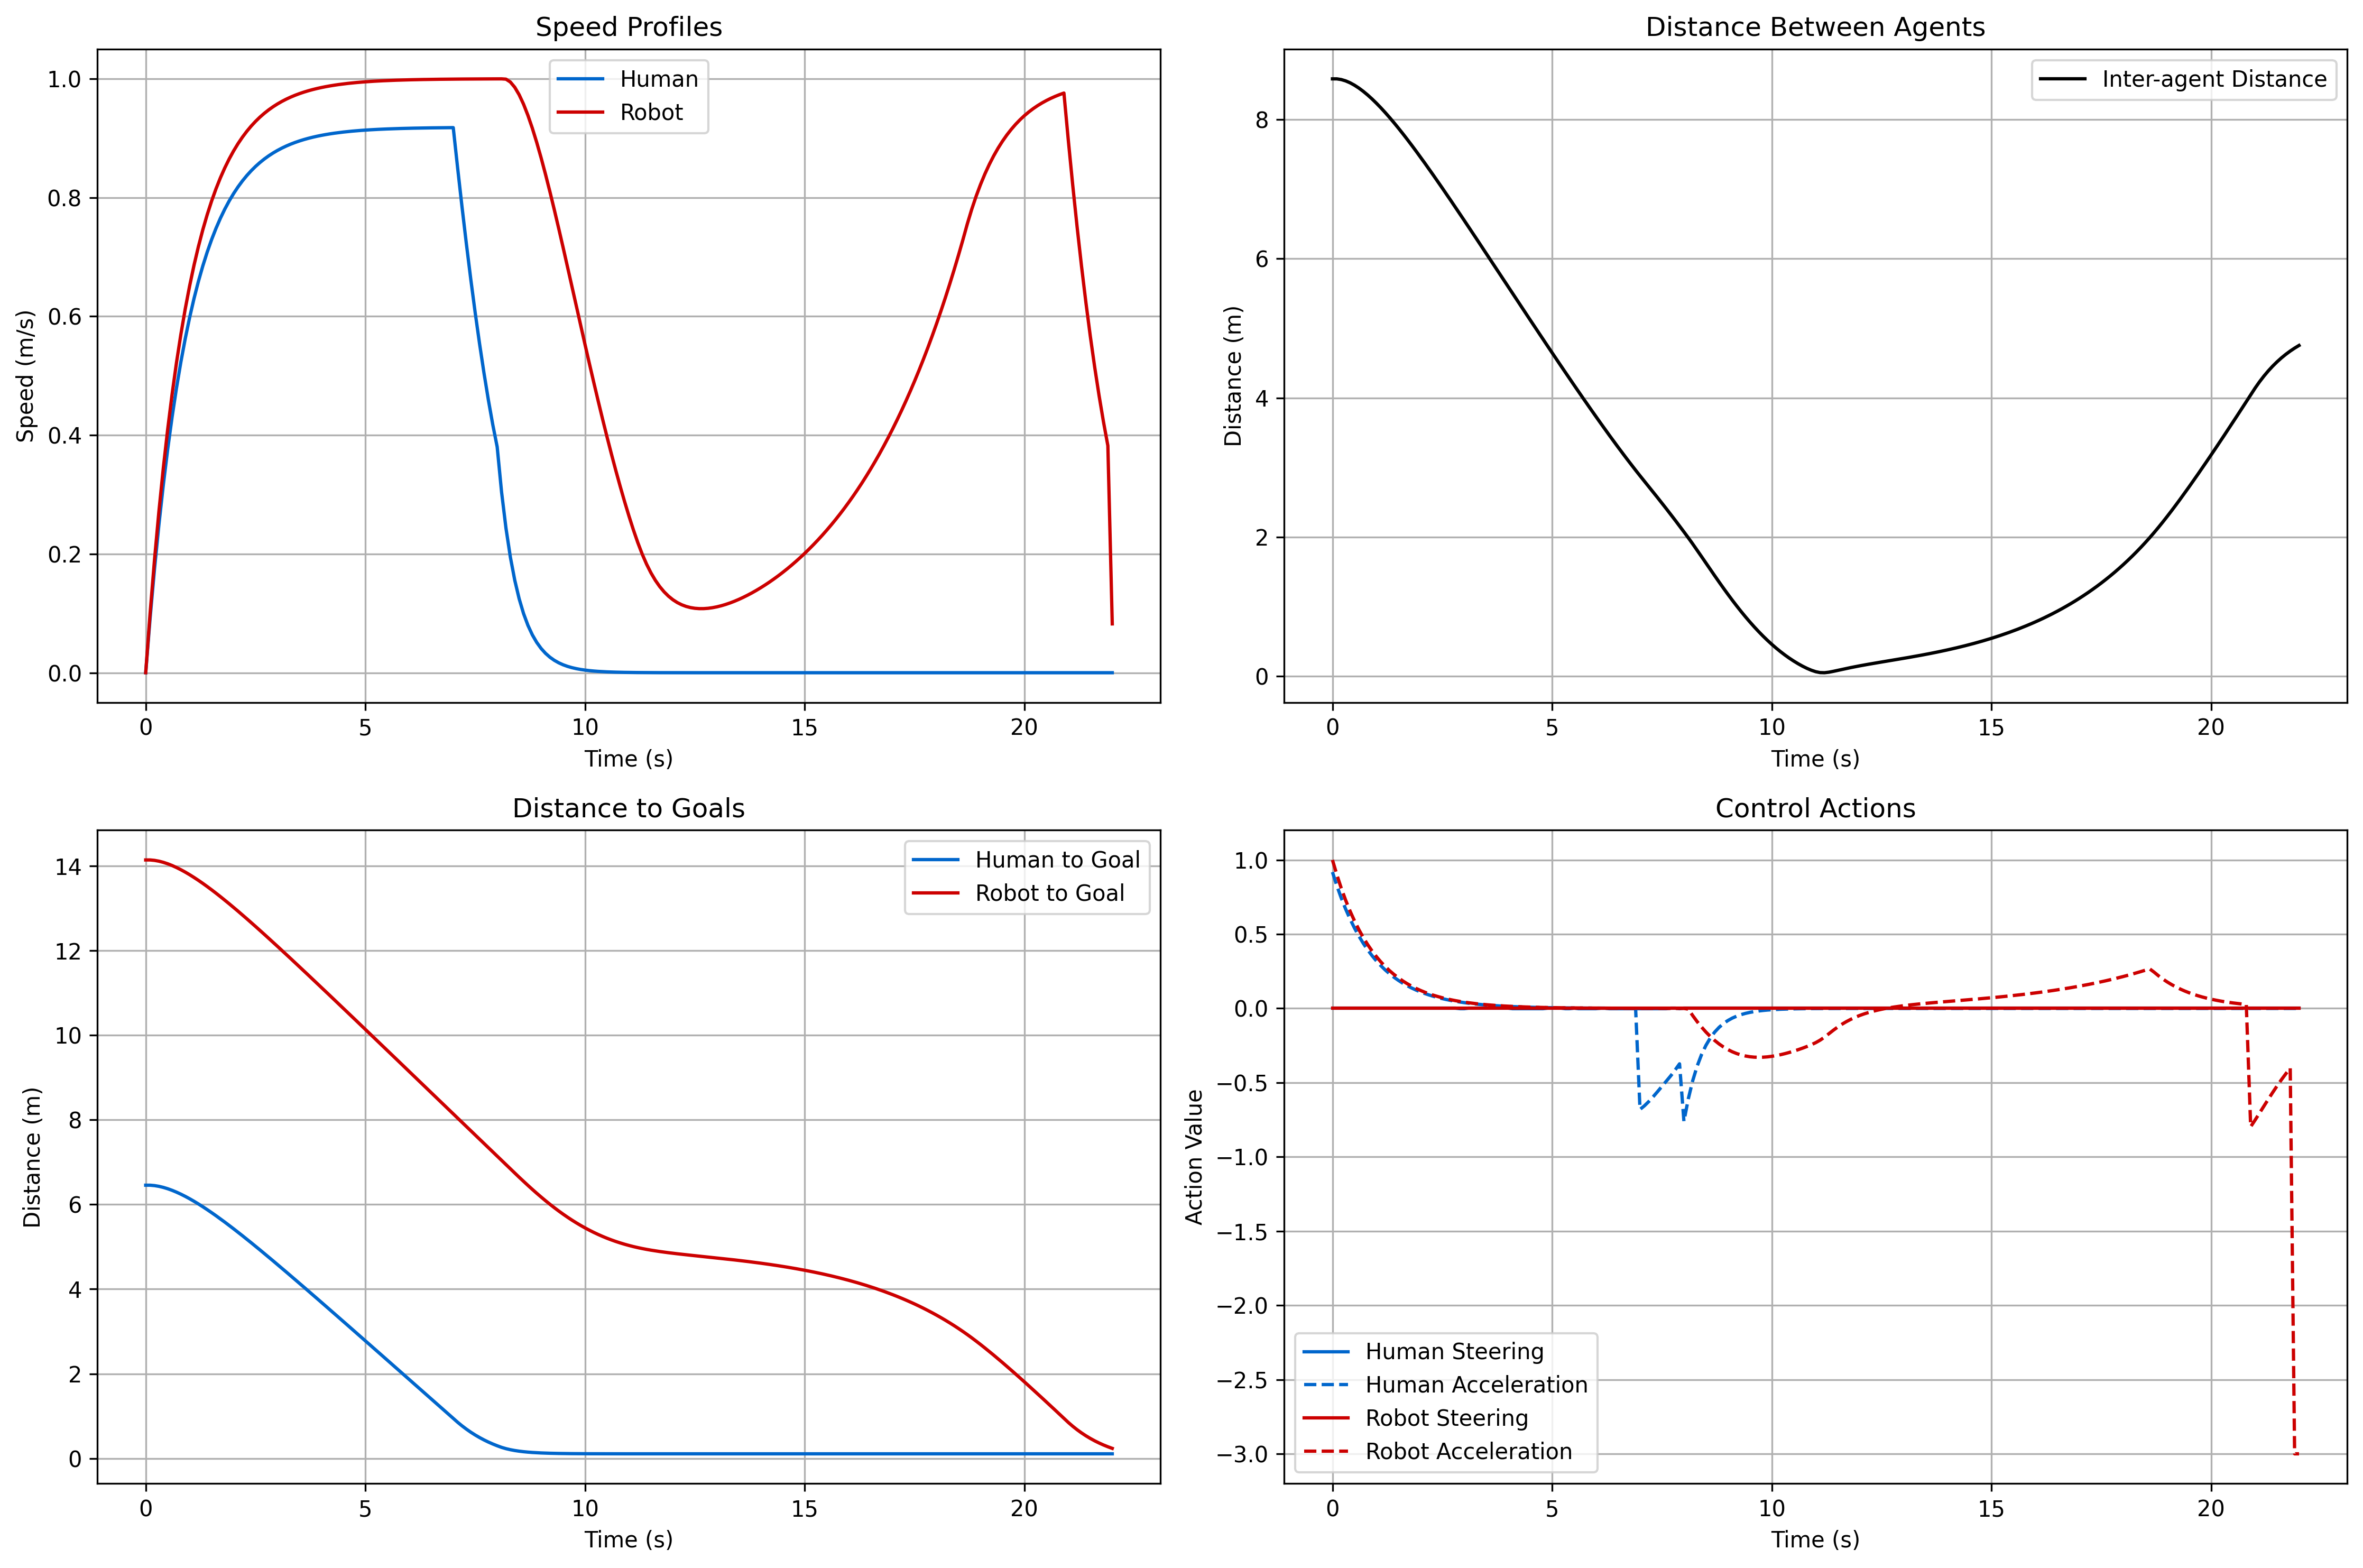 Speed Profiles
Human
Robot
1.0
0.8
0.6
0.4
0.2
0.0
Speed (m/s)
0 5 10 15 20
Time (s)
Distance Between Agents
Inter-agent Distance
8
6
4
2
0
Distance (m)
0 5 10 15 20
Time (s)
Distance to Goals
Human to Goal
Robot to Goal
14
12
10
8
6
4
2
0
Distance (m)
0 5 10 15 20
Time (s)
Control Actions
1.0
0.5
0.0
−0.5
−1.0
−1.5
−2.0
−2.5
−3.0
Action Value
Human Steering
Human Acceleration
Robot Steering
Robot Acceleration
0 5 10 15 20
Time (s)